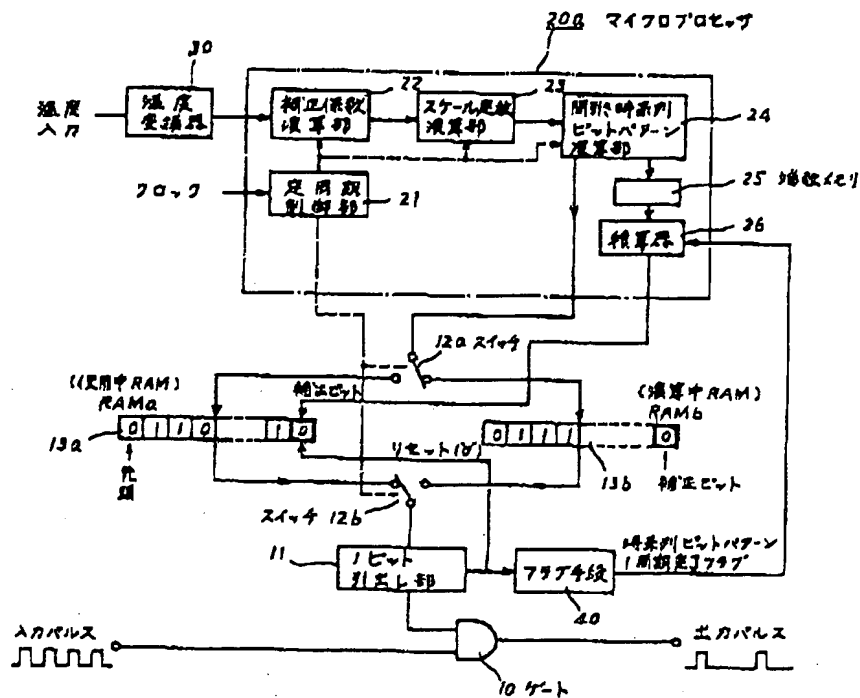 20a マイクロプロセッサ
30
22
23
温度
入力
温度
変換器
補正係数
演算部
スケール定数
演算部
間引き時系列
ビットパターン
演算部
24
クロック
定周期
制御部
21
25 端数メモリ
積算器
26
12a スイッチ
(使用中RAM)
RAMa
補正ビット
(演算中RAM)
RAMb
0 1 1 0 1 0
0 1 1 1 0
13a
リセット("0")
13b
先頭
補正ビット
スイッチ 12b
11
1ビット
引出し部
フラグ手段
40
時系列ビットパターン
1周期完了フラグ
入力パルス
出力パルス
10 ゲート